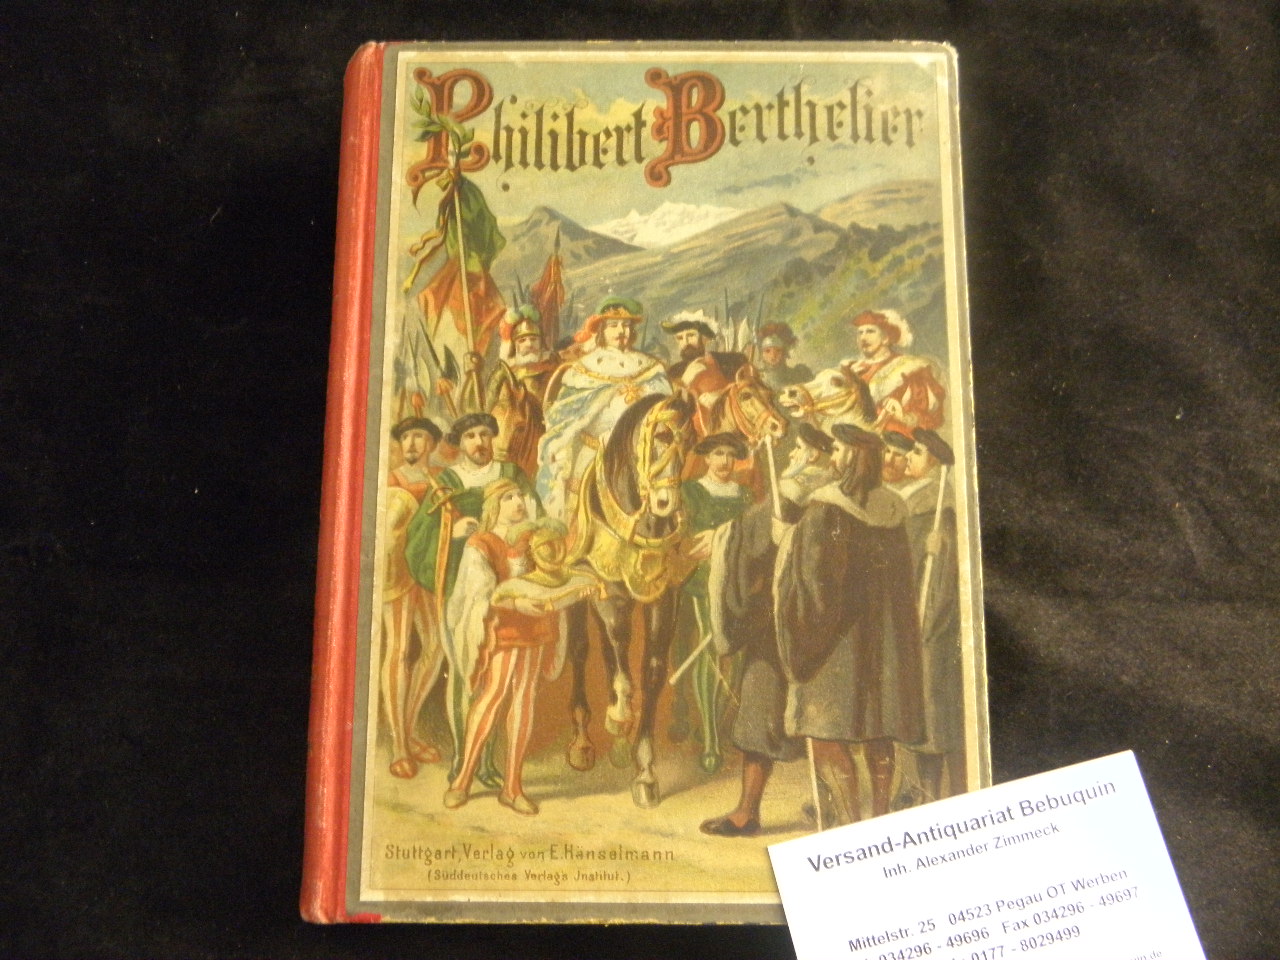 Philibert Berthelier
Stuttgart, Verlag von E. Hänselmann
(Süddeutsches Verlag's Institut.)
Versand-Antiquariat Bebuquin
Inh. Alexander Zimmeck
Mittelstr. 25 04523 Pegau OT Werben
034296 - 49696 Fax 034296 - 49697
0177 - 8029499